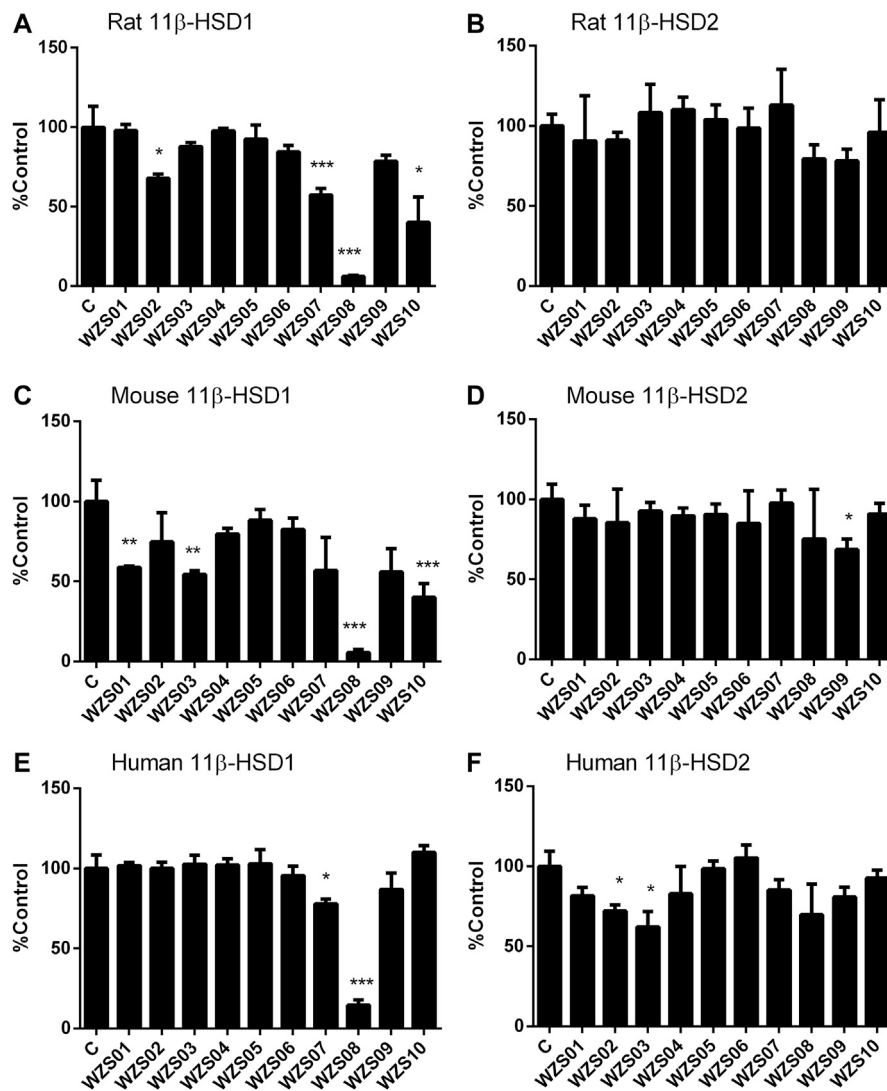 A Rat 11β-HSD1
150
100
50
0
%Control
*
***
***
*
C WZS01 WZS02 WZS03 WZS04 WZS05 WZS06 WZS07 WZS08 WZS09 WZS10
B Rat 11β-HSD2
150
100
50
0
%Control
C WZS01 WZS02 WZS03 WZS04 WZS05 WZS06 WZS07 WZS08 WZS09 WZS10
C Mouse 11β-HSD1
150
100
50
0
%Control
**
**
***
***
C WZS01 WZS02 WZS03 WZS04 WZS05 WZS06 WZS07 WZS08 WZS09 WZS10
D Mouse 11β-HSD2
150
100
50
0
%Control
*
C WZS01 WZS02 WZS03 WZS04 WZS05 WZS06 WZS07 WZS08 WZS09 WZS10
E Human 11β-HSD1
150
100
50
0
%Control
*
***
C WZS01 WZS02 WZS03 WZS04 WZS05 WZS06 WZS07 WZS08 WZS09 WZS10
F Human 11β-HSD2
150
100
50
0
%Control
*
*
C WZS01 WZS02 WZS03 WZS04 WZS05 WZS06 WZS07 WZS08 WZS09 WZS10